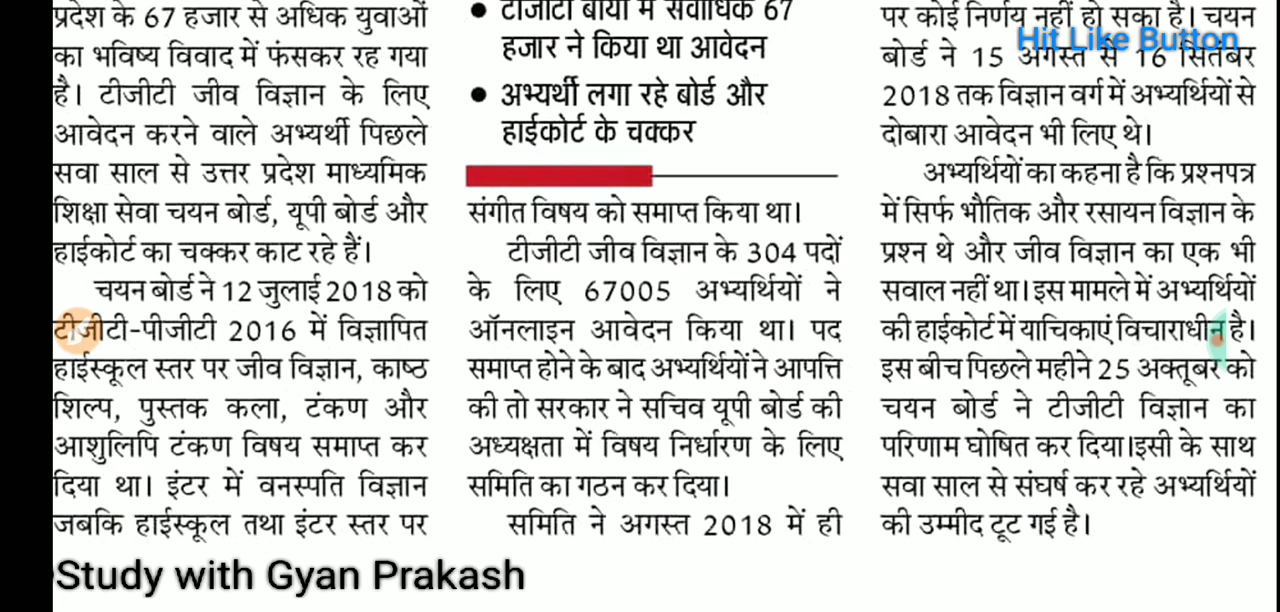 प्रदेश के 67 हजार से अधिक युवाओं
का भविष्य विवाद में फंसकर रह गया
है। टीजीटी जीव विज्ञान के लिए
आवेदन करने वाले अभ्यर्थी पिछले
सवा साल से उत्तर प्रदेश माध्यमिक
शिक्षा सेवा चयन बोर्ड, यूपी बोर्ड और
हाईकोर्ट का चक्कर काट रहे हैं।
चयन बोर्ड ने 12 जुलाई 2018 को
टीजीटी-पीजीटी 2016 में विज्ञापित
हाईस्कूल स्तर पर जीव विज्ञान, काष्ठ
शिल्प, पुस्तक कला, टंकण और
आशुलिपि टंकण विषय समाप्त कर
दिया था। इंटर में वनस्पति विज्ञान
जबकि हाईस्कूल तथा इंटर स्तर पर
• टीजीटी बायो में सर्वाधिक 67
हजार ने किया था आवेदन
• अभ्यर्थी लगा रहे बोर्ड और
हाईकोर्ट के चक्कर
संगीत विषय को समाप्त किया था।
टीजीटी जीव विज्ञान के 304 पदों
के लिए 67005 अभ्यर्थियों ने
ऑनलाइन आवेदन किया था। पद
समाप्त होने के बाद अभ्यर्थियों ने आपत्ति
की तो सरकार ने सचिव यूपी बोर्ड की
अध्यक्षता में विषय निर्धारण के लिए
समिति का गठन कर दिया।
समिति ने अगस्त 2018 में ही
पर कोई निर्णय नहीं हो सका है। चयन
Hit Like Button
बोर्ड ने 15 अगस्त से 16 सितंबर
2018 तक विज्ञान वर्ग में अभ्यर्थियों से
दोबारा आवेदन भी लिए थे।
अभ्यर्थियों का कहना है कि प्रश्नपत्र
में सिर्फ भौतिक और रसायन विज्ञान के
प्रश्न थे और जीव विज्ञान का एक भी
सवाल नहीं था। इस मामले में अभ्यर्थियों
की हाईकोर्ट में याचिकाएं विचाराधीन है।
इस बीच पिछले महीने 25 अक्तूबर को
चयन बोर्ड ने टीजीटी विज्ञान का
परिणाम घोषित कर दिया।इसी के साथ
सवा साल से संघर्ष कर रहे अभ्यर्थियों
की उम्मीद टूट गई है।
Study with Gyan Prakash